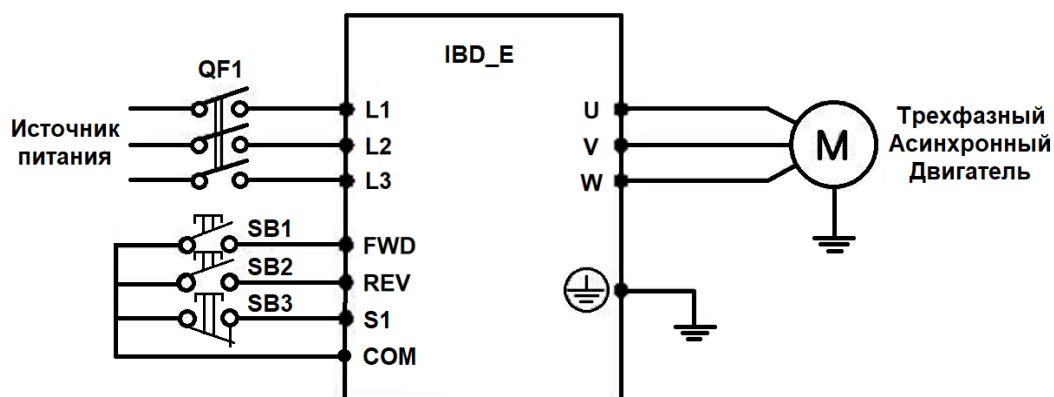 IBD_E
QF1
Источник
питания
L1
L2
L3
U
V
W
M
Трехфазный
Асинхронный
Двигатель
SB1
FWD
SB2
REV
SB3
S1
COM